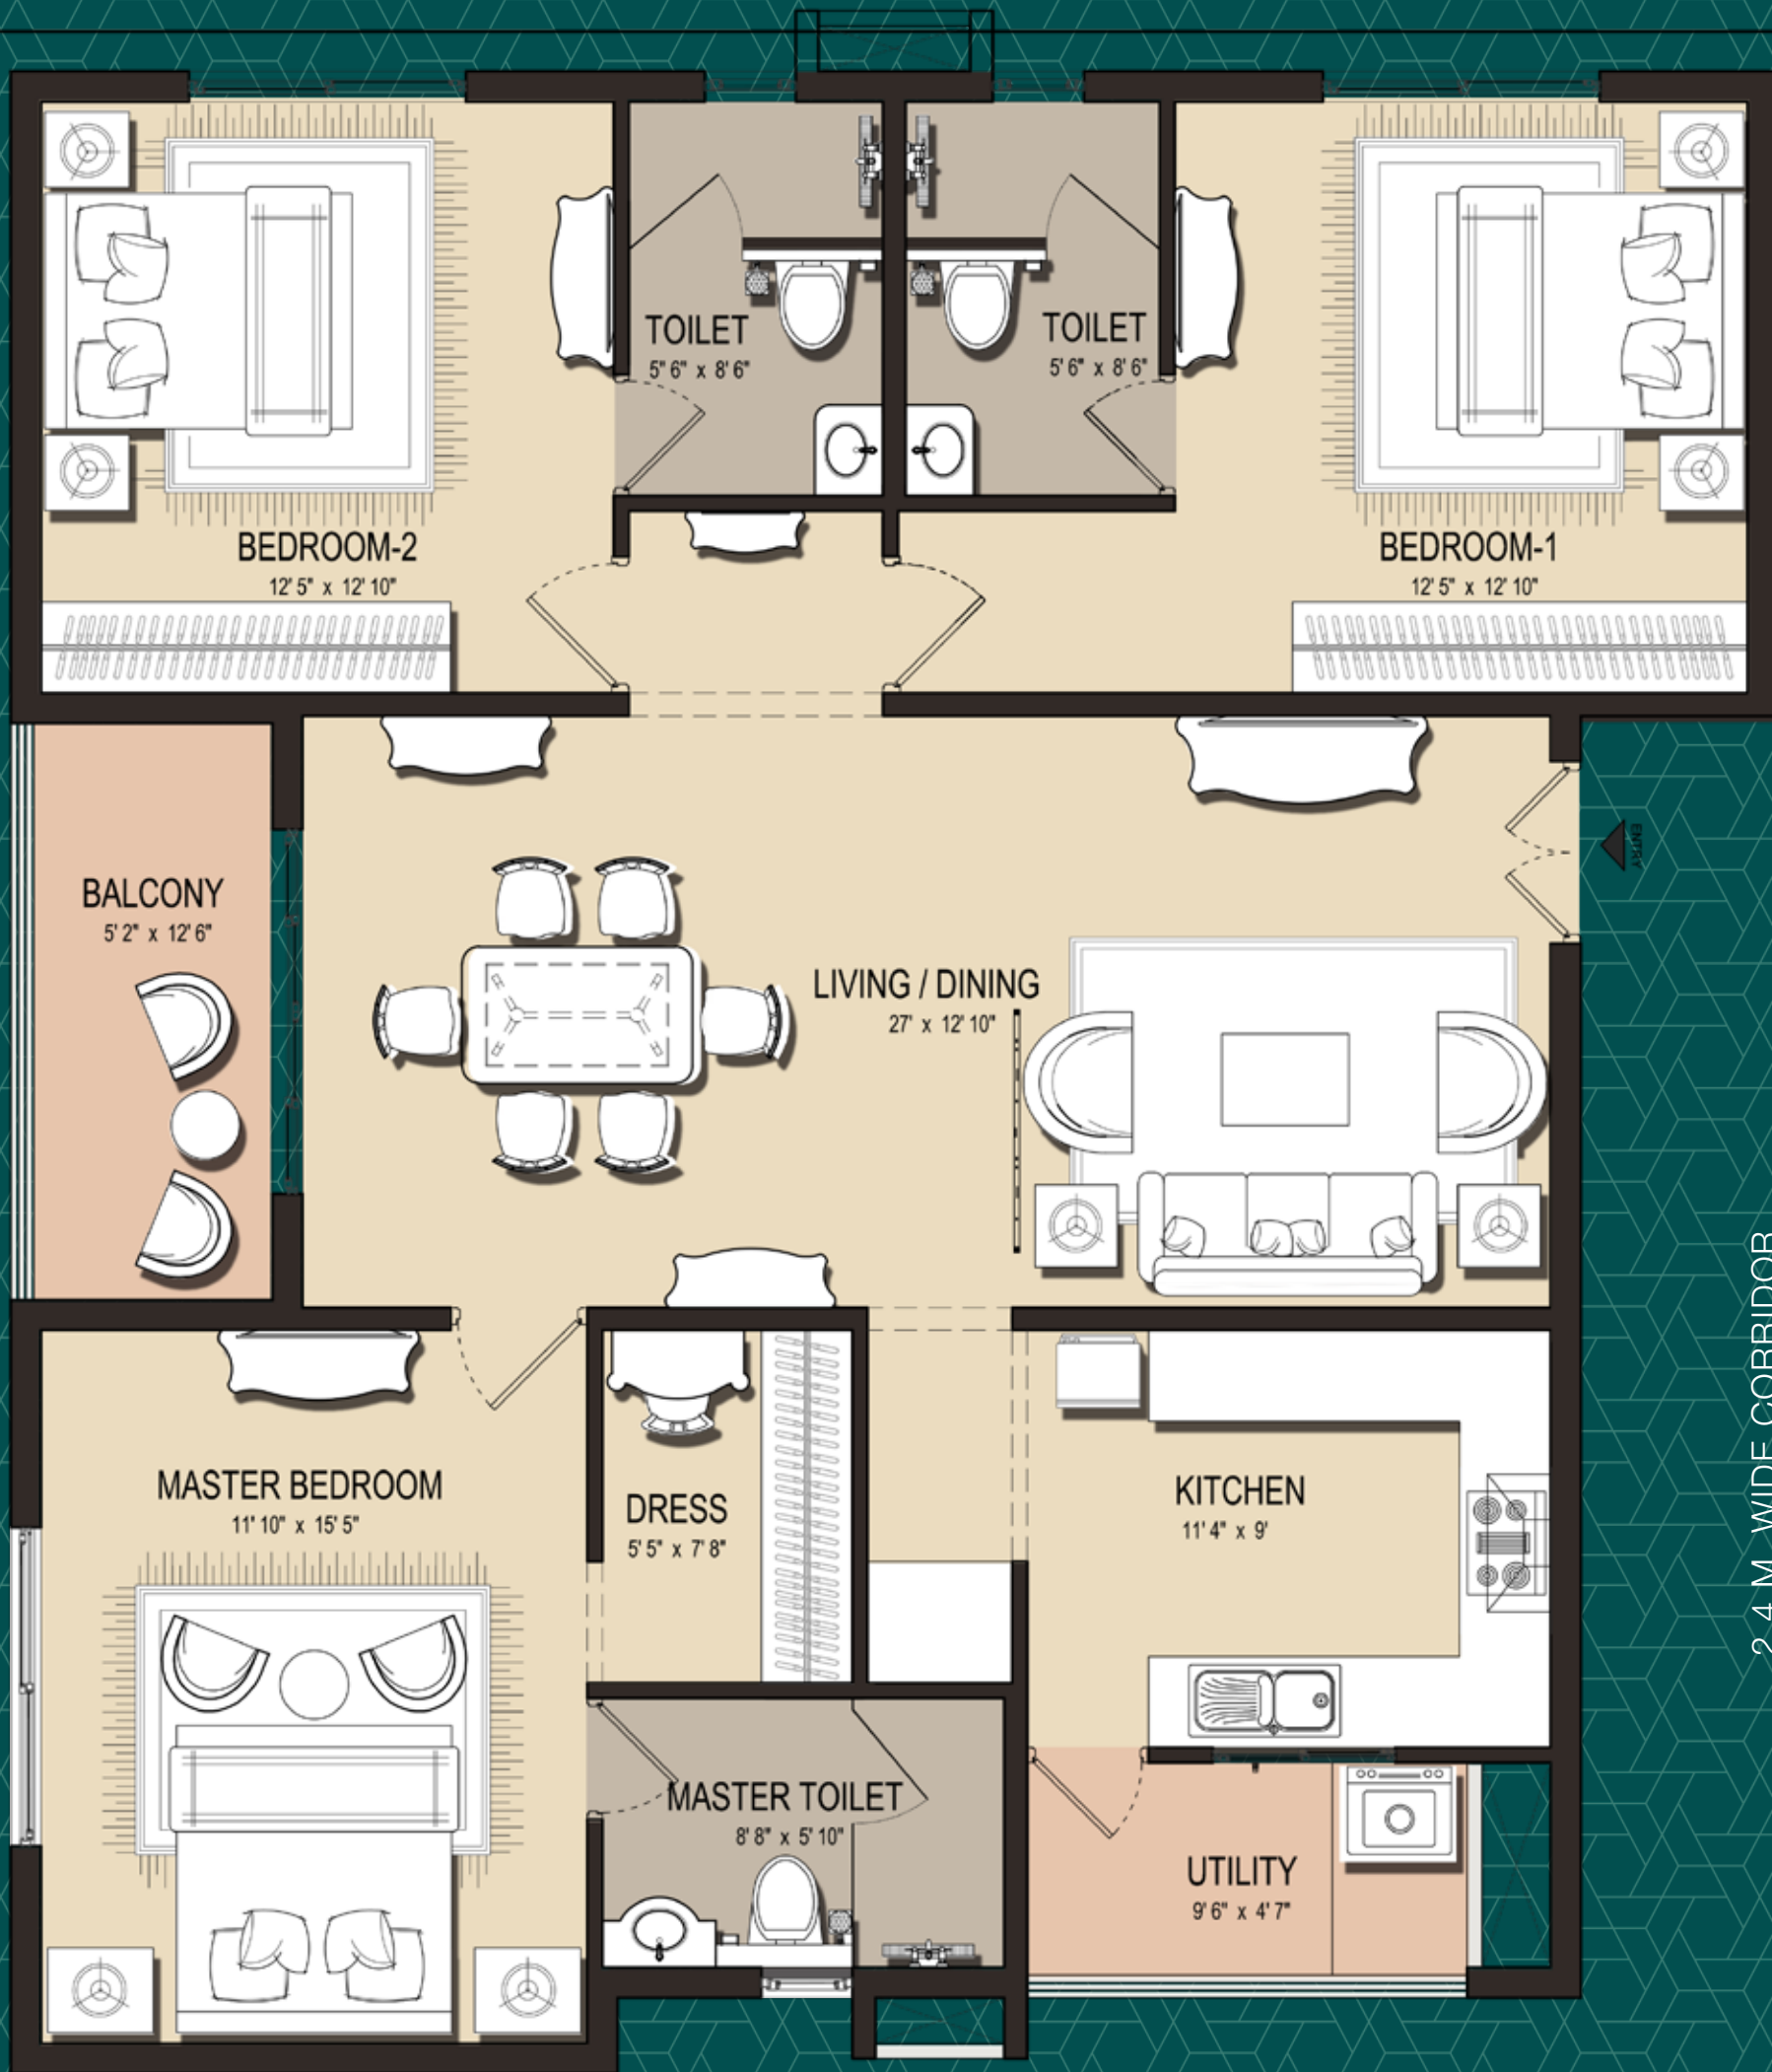 TOILET
5" 6" x 8' 6"
TOILET
5' 6" x 8' 6"
BEDROOM-2
12' 5" x 12' 10"
BEDROOM-1
12' 5" x 12' 10"
ENTRY
BALCONY
5' 2" x 12' 6"
LIVING / DINING
27' x 12' 10"
MASTER BEDROOM
11' 10" x 15' 5"
DRESS
5' 5" x 7' 8"
KITCHEN
11' 4" x 9'
2.4 M WIDE CORRIDOR
MASTER TOILET
8' 8" x 5' 10"
UTILITY
9' 6" x 4' 7"